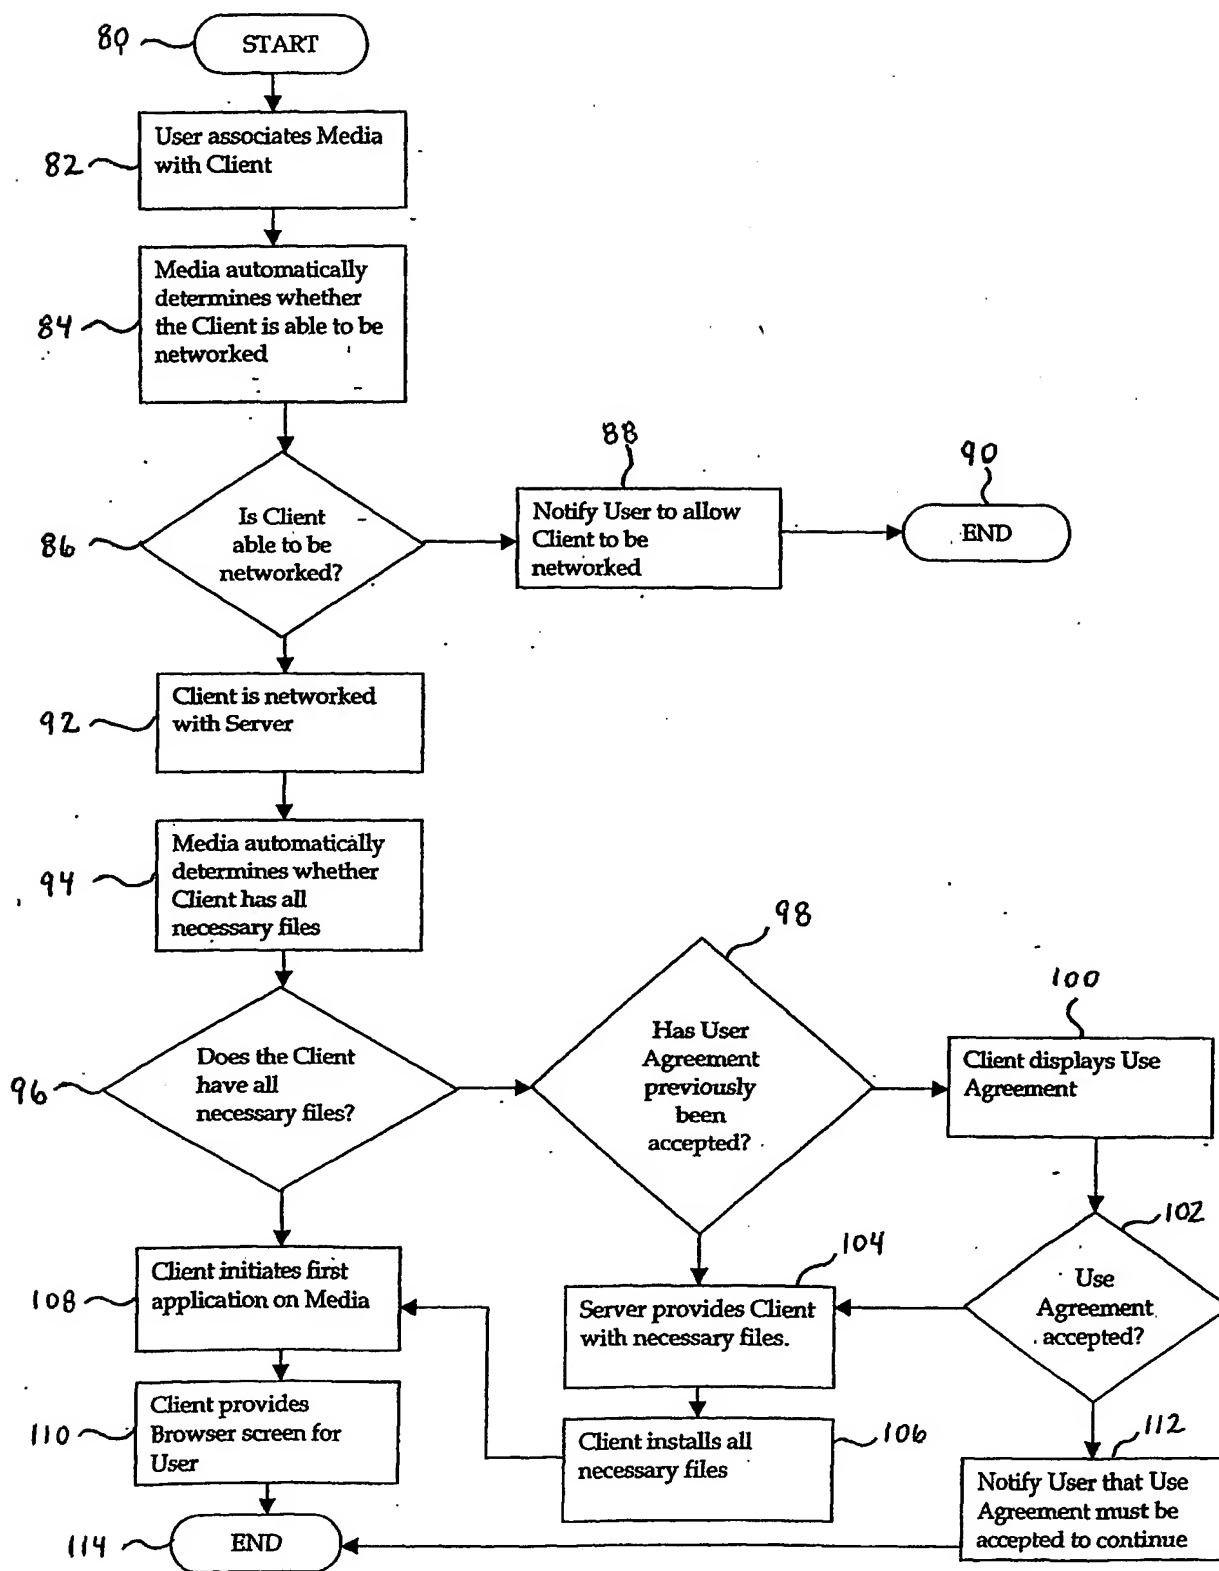 80
START
User associates Media
with Client
82
Media automatically
determines whether
the Client is able to be
networked
84
Is Client
able to be
networked?
86
88
Notify User to allow
Client to be
networked
90
END
Client is networked
with Server
92
Media automatically
determines whether
Client has all
necessary files
94
Does the Client
have all
necessary files?
96
98
Has User
Agreement
previously
been
accepted?
100
Client displays Use
Agreement
102
Use
Agreement
accepted?
104
Server provides Client
with necessary files.
106
Client installs all
necessary files
108
Client initiates first
application on Media
110
Client provides
Browser screen for
User
112
Notify User that Use
Agreement must be
accepted to continue
114
END